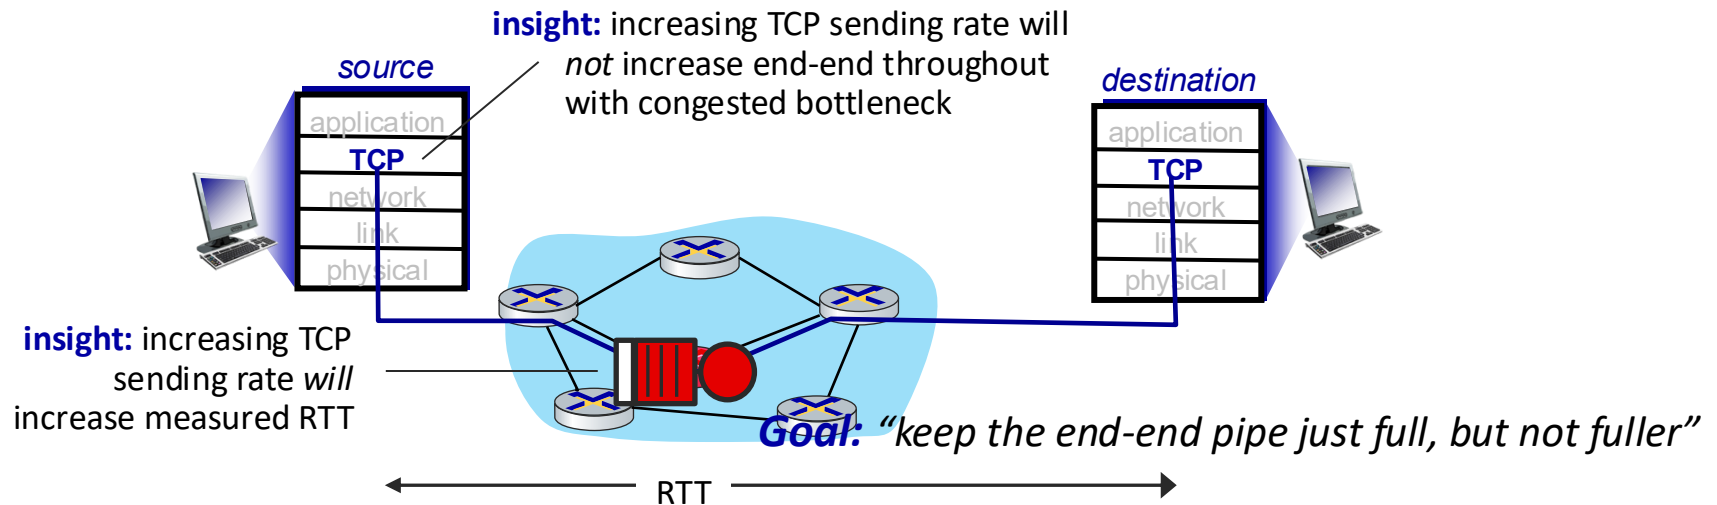 insight: increasing TCP sending rate will
not increase end-end throughout
with congested bottleneck
source
application
TCP
network
link
physical
destination
application
TCP
network
link
physical
insight: increasing TCP
sending rate will
increase measured RTT
Goal: “keep the end-end pipe just full, but not fuller”
RTT